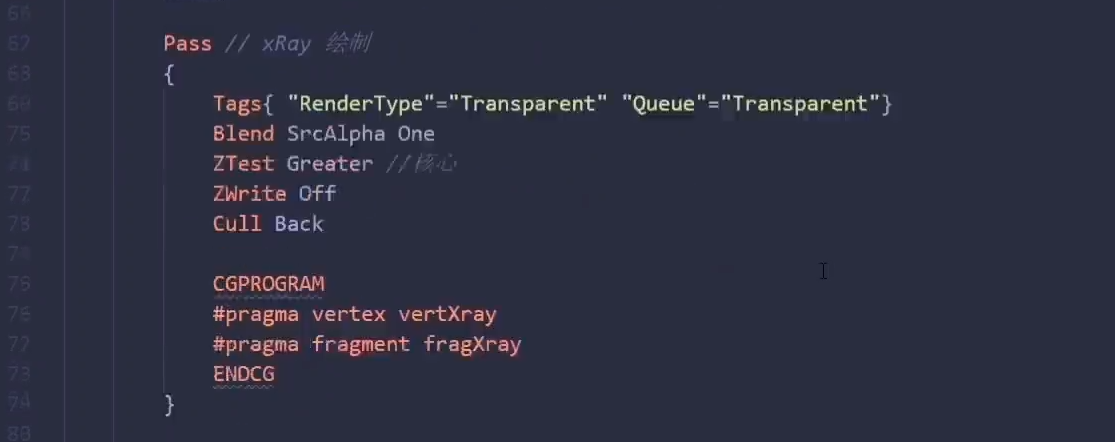 67 Pass // xRay 绘制
{
Tags{ "RenderType"="Transparent" "Queue"="Transparent"}
Blend SrcAlpha One
ZTest Greater //核心
ZWrite Off
Cull Back
CGPROGRAM
#pragma vertex vertXray
#pragma fragment fragXray
ENDCG
}